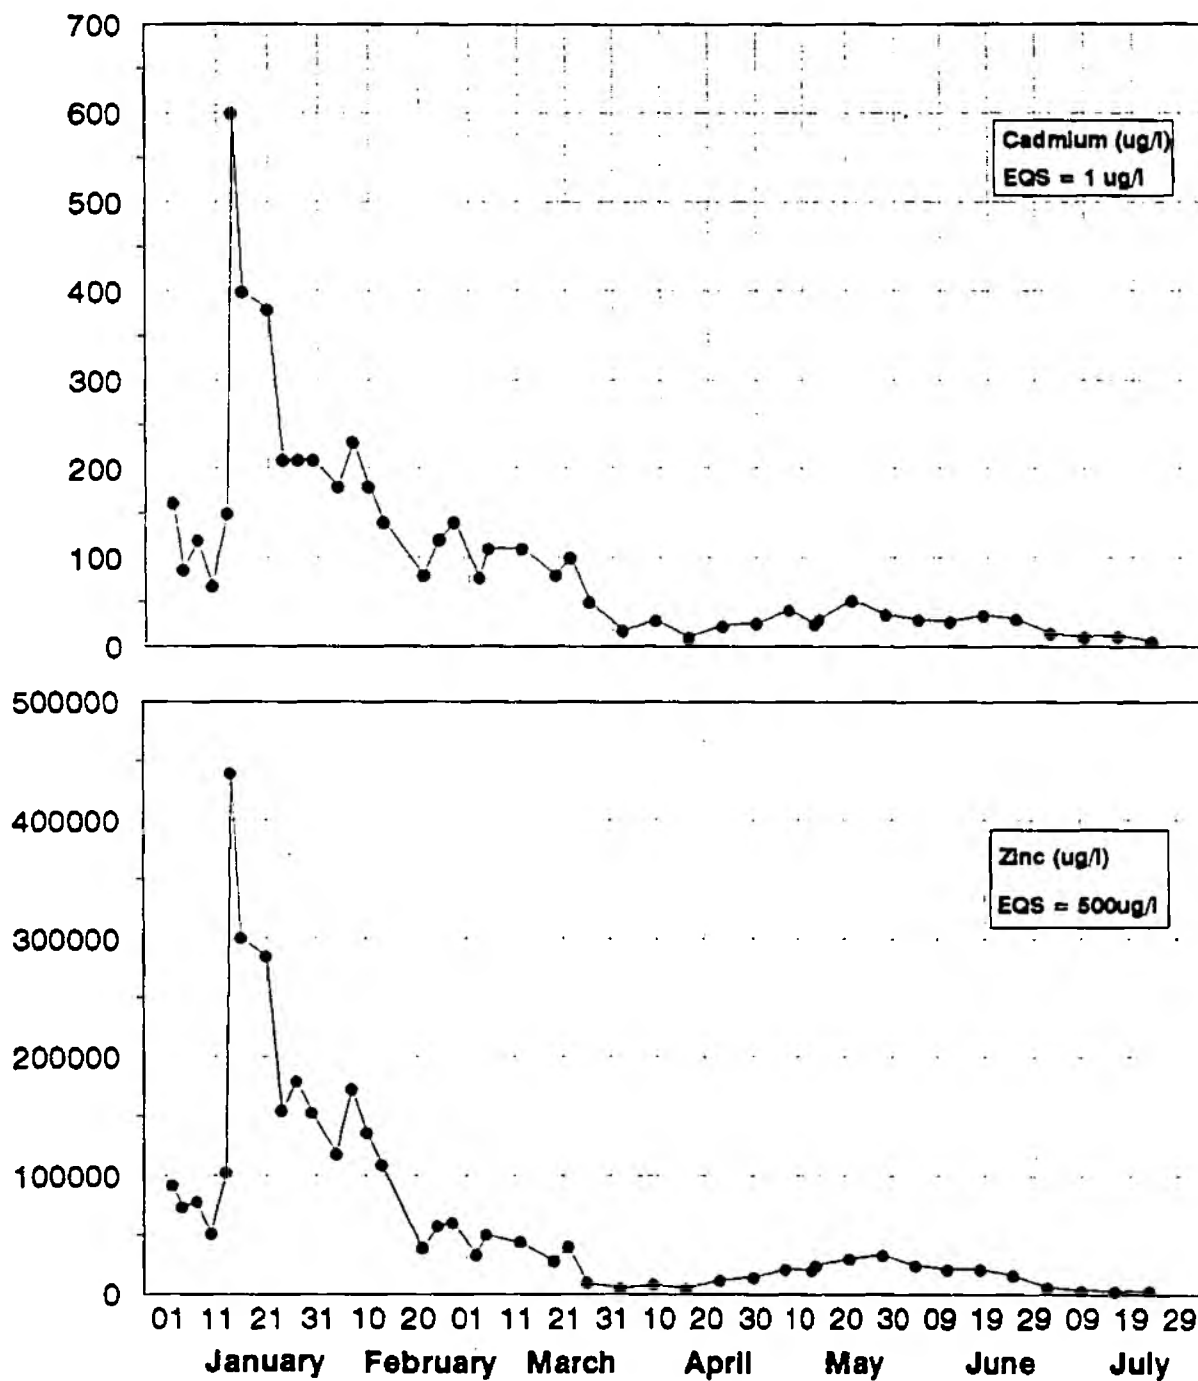 700
600
500
400
300
200
100
0
Cadmium (ug/l)
EQS = 1 ug/l
500000
400000
300000
200000
100000
0
Zinc (ug/l)
EQS = 500ug/l
01 11 21 31 10 20 01 11 21 31 10 20 30 10 20 30 09 19 29 09 19 29
January February March April May June July